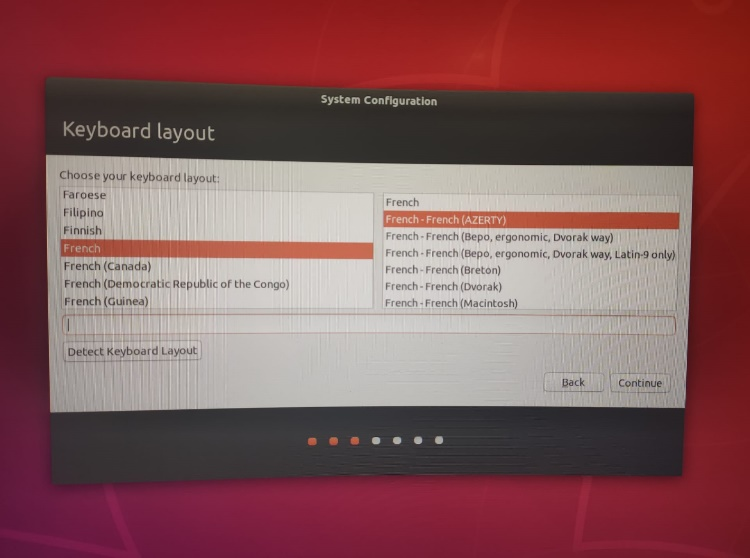 System Configuration
Keyboard layout
Choose your keyboard layout:
Faroese
Filipino
Finnish
French
French (Canada)
French (Democratic Republic of the Congo)
French (Guinea)
French
French - French (AZERTY)
French - French (Bepo, ergonomic, Dvorak way)
French - French (Bepo, ergonomic, Dvorak way, Latin-9 only)
French - French (Breton)
French - French (Dvorak)
French - French (Macintosh)
Detect Keyboard Layout
Back
Continue